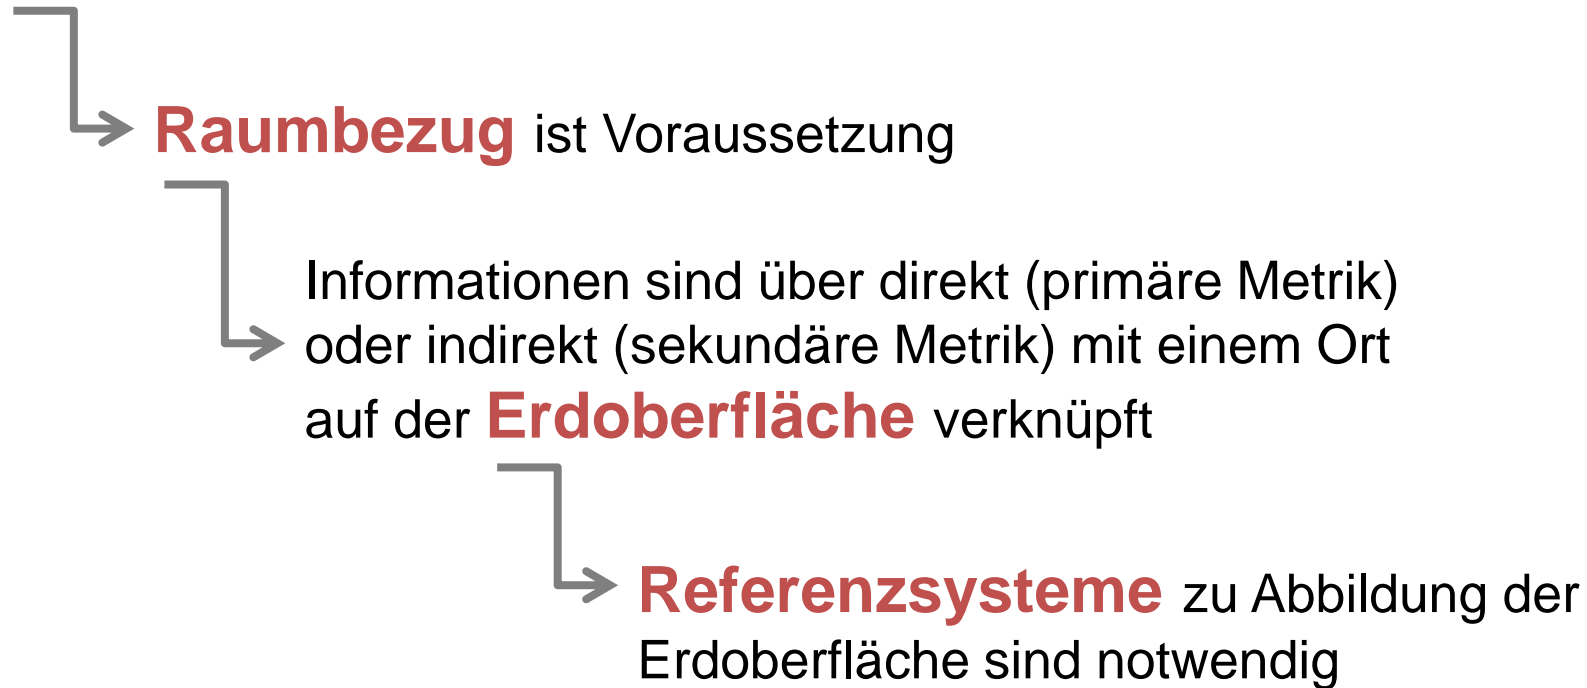 Raumbezug ist Voraussetzung
Informationen sind über direkt (primäre Metrik)
oder indirekt (sekundäre Metrik) mit einem Ort
auf der Erdoberfläche verknüpft
Referenzsysteme zu Abbildung der
Erdoberfläche sind notwendig